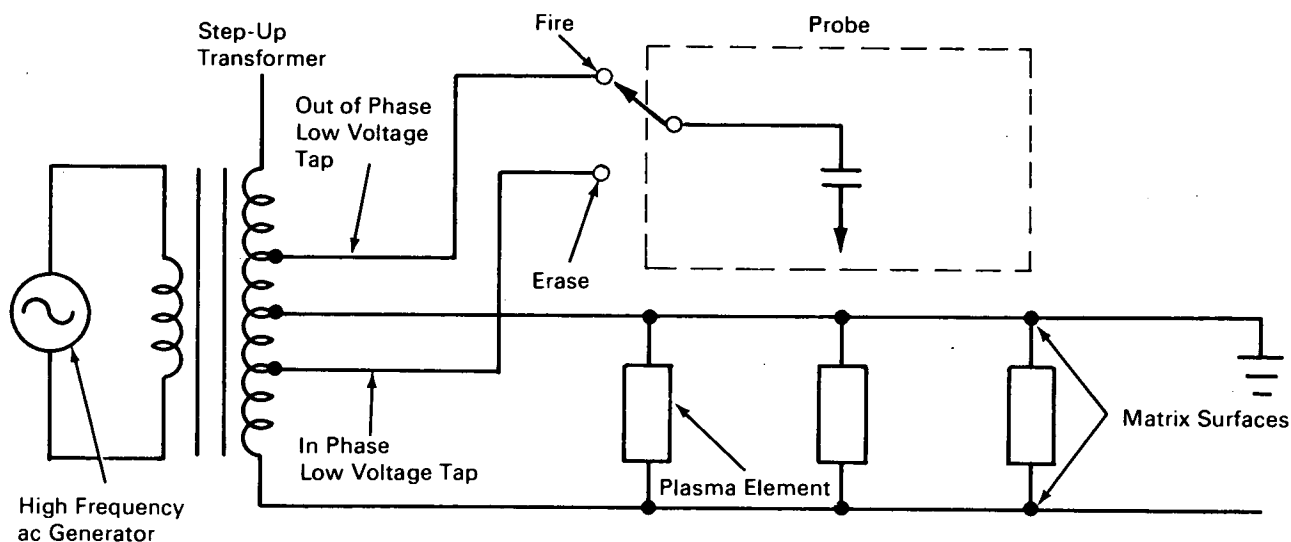 Step-Up
Transformer
Fire
Probe
Out of Phase
Low Voltage
Tap
Erase
In Phase
Low Voltage Tap
Plasma Element
Matrix Surfaces
High Frequency
ac Generator